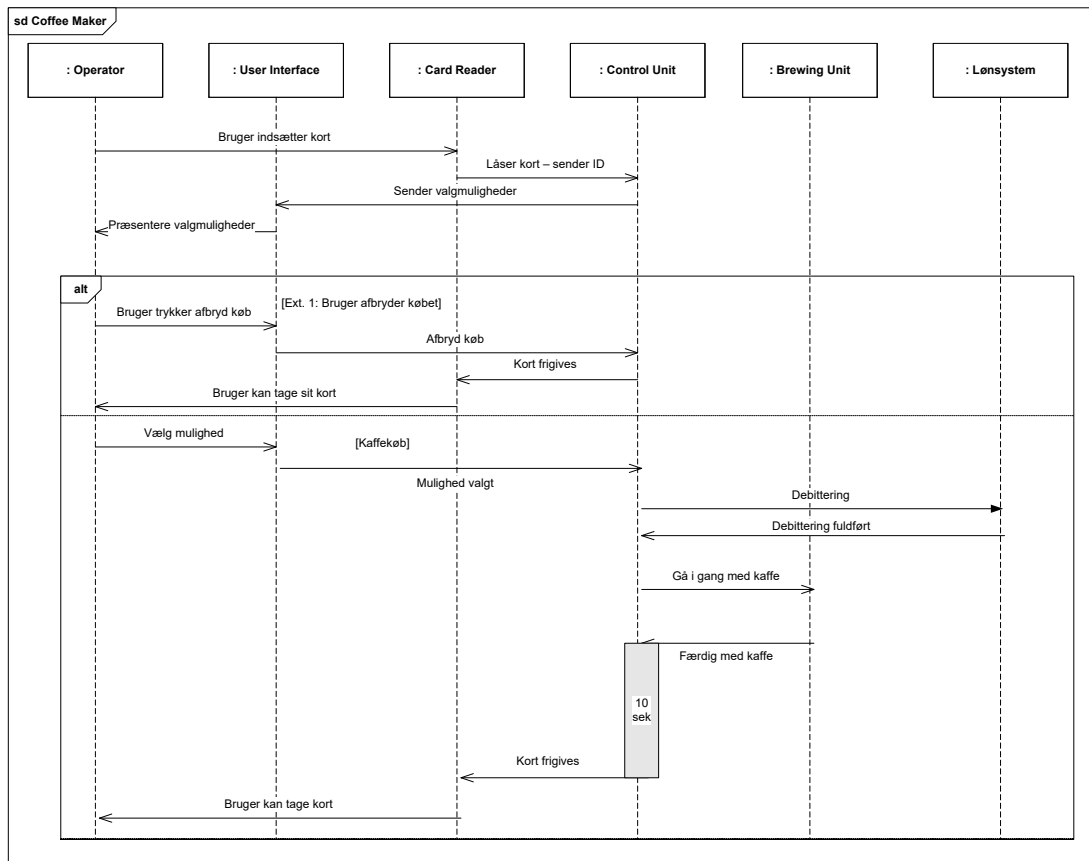 sd Coffee Maker
: Operator
: User Interface
: Card Reader
: Control Unit
: Brewing Unit
: Lønsystem
Bruger indsætter kort
Låser kort – sender ID
Sender valgmuligheder
Præsentere valgmuligheder
alt
[Ext. 1: Bruger afbryder købet]
Bruger trykker afbryd køb
Afbryd køb
Kort frigives
Bruger kan tage sit kort
Vælg mulighed
[Kaffekøb]
Mulighed valgt
Debittering
Debittering fuldført
Gå i gang med kaffe
Færdig med kaffe
10
sek
Kort frigives
Bruger kan tage kort